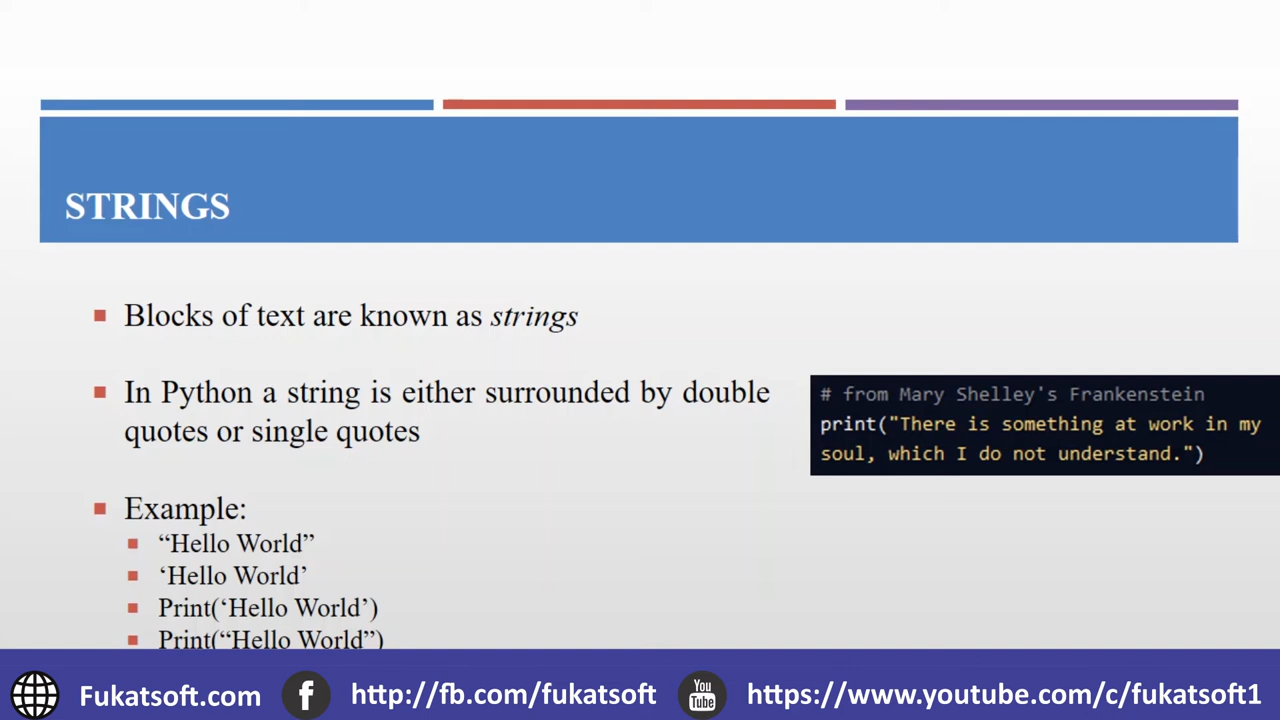 STRINGS
Blocks of text are known as strings
In Python a string is either surrounded by double
quotes or single quotes
# from Mary Shelley's Frankenstein
print("There is something at work in my
soul, which I do not understand.")
Example:
“Hello World”
‘Hello World’
Print(‘Hello World’)
Print(“Hello World”)
Fukatsoft.com
http://fb.com/fukatsoft
You
Tube
https://www.youtube.com/c/fukatsoft1